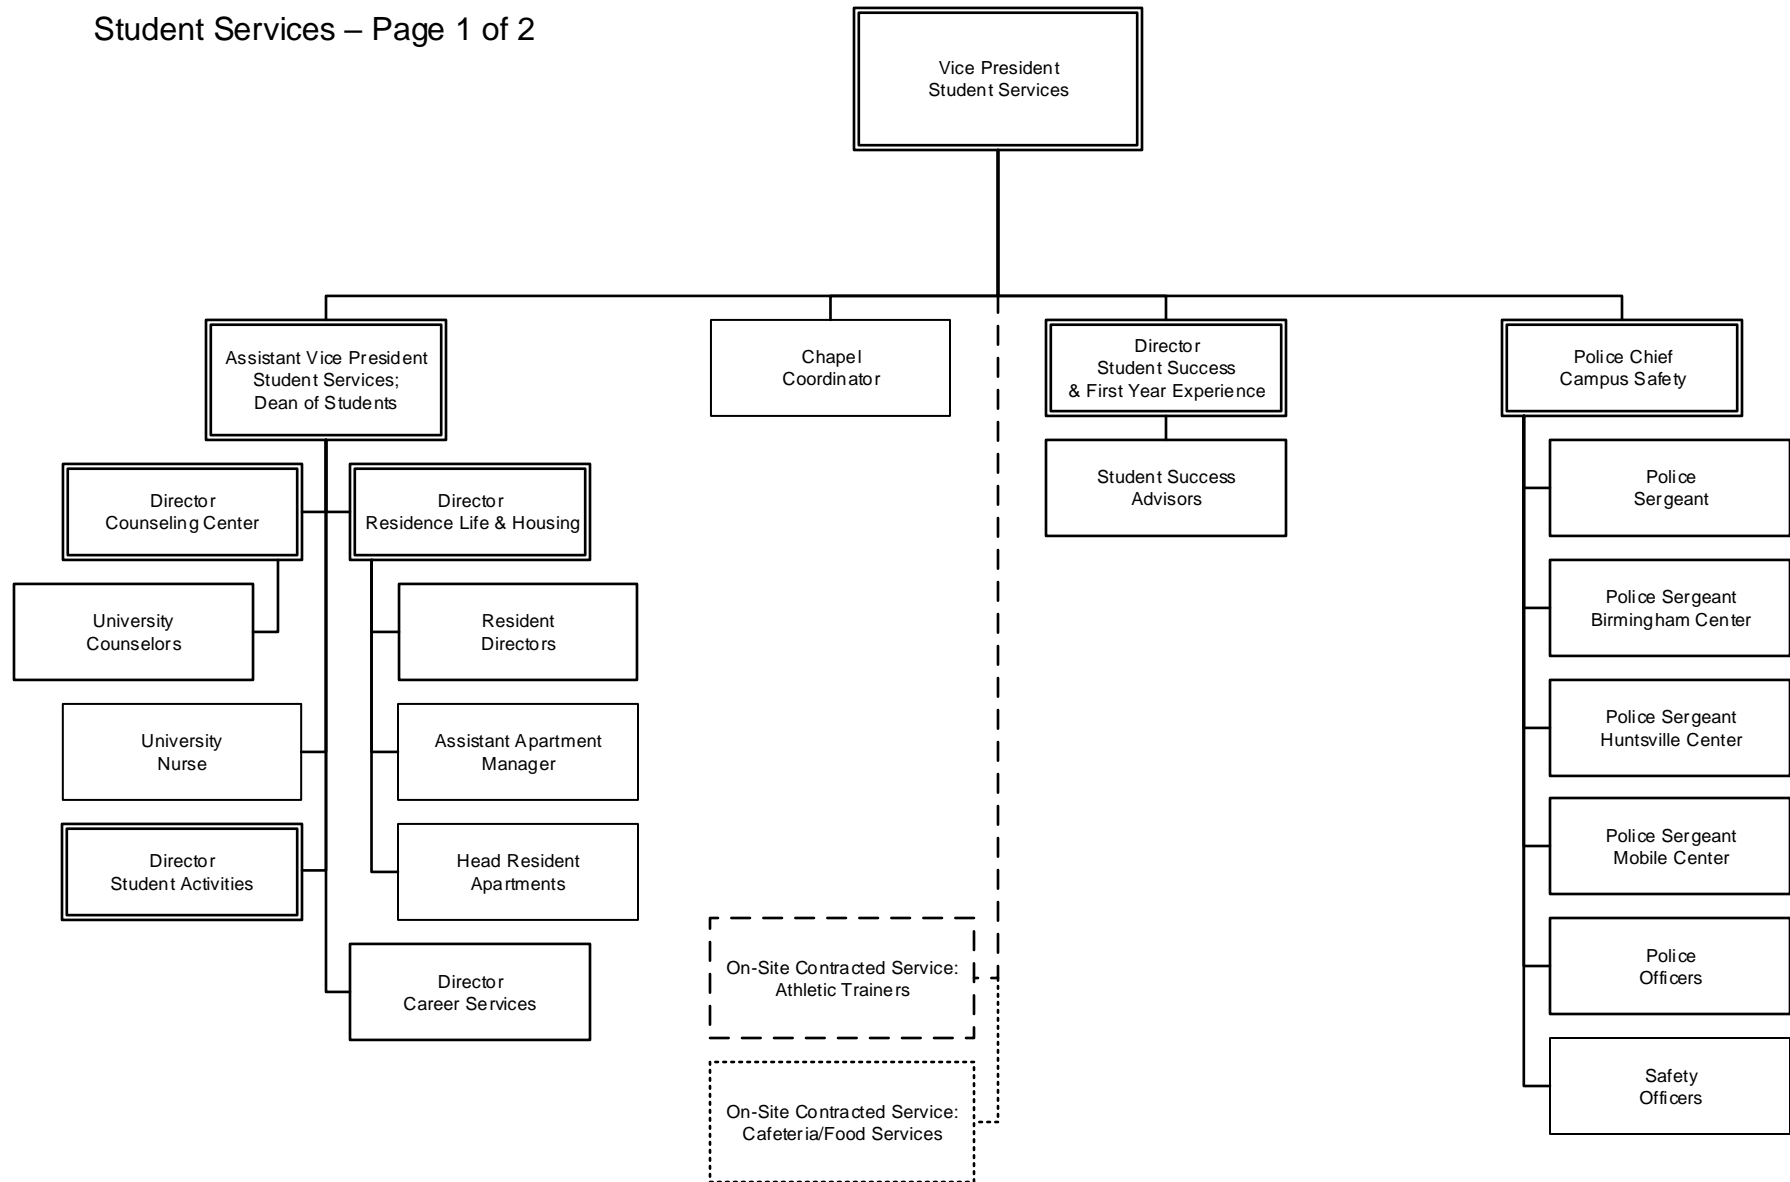 Student Services – Page 1 of 2
Vice President
Student Services
Assistant Vice President
Student Services;
Dean of Students
Chapel
Coordinator
Director
Student Success
& First Year Experience
Police Chief
Campus Safety
Director
Counseling Center
Director
Residence Life & Housing
Student Success
Advisors
Police
Sergeant
University
Counselors
Resident
Directors
Police Sergeant
Birmingham Center
University
Nurse
Assistant Apartment
Manager
Police Sergeant
Huntsville Center
Director
Student Activities
Head Resident
Apartments
Police Sergeant
Mobile Center
Director
Career Services
On-Site Contracted Service:
Athletic Trainers
Police
Officers
On-Site Contracted Service:
Cafeteria/Food Services
Safety
Officers